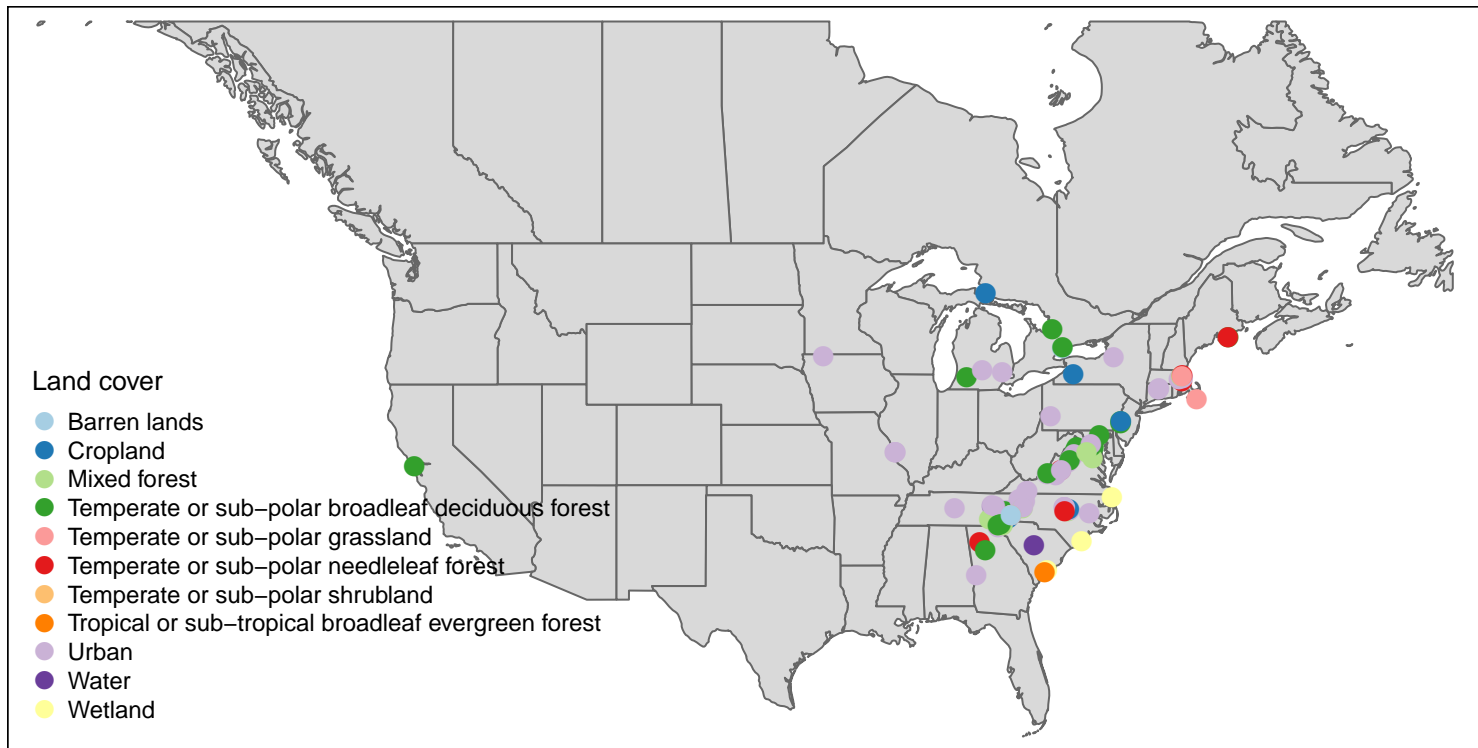 Land cover
Barren lands
Cropland
Mixed forest
Temperate or sub−polar broadleaf deciduous forest
Temperate or sub−polar grassland
Temperate or sub−polar needleleaf forest
Temperate or sub−polar shrubland
Tropical or sub−tropical broadleaf evergreen forest
Urban
Water
Wetland